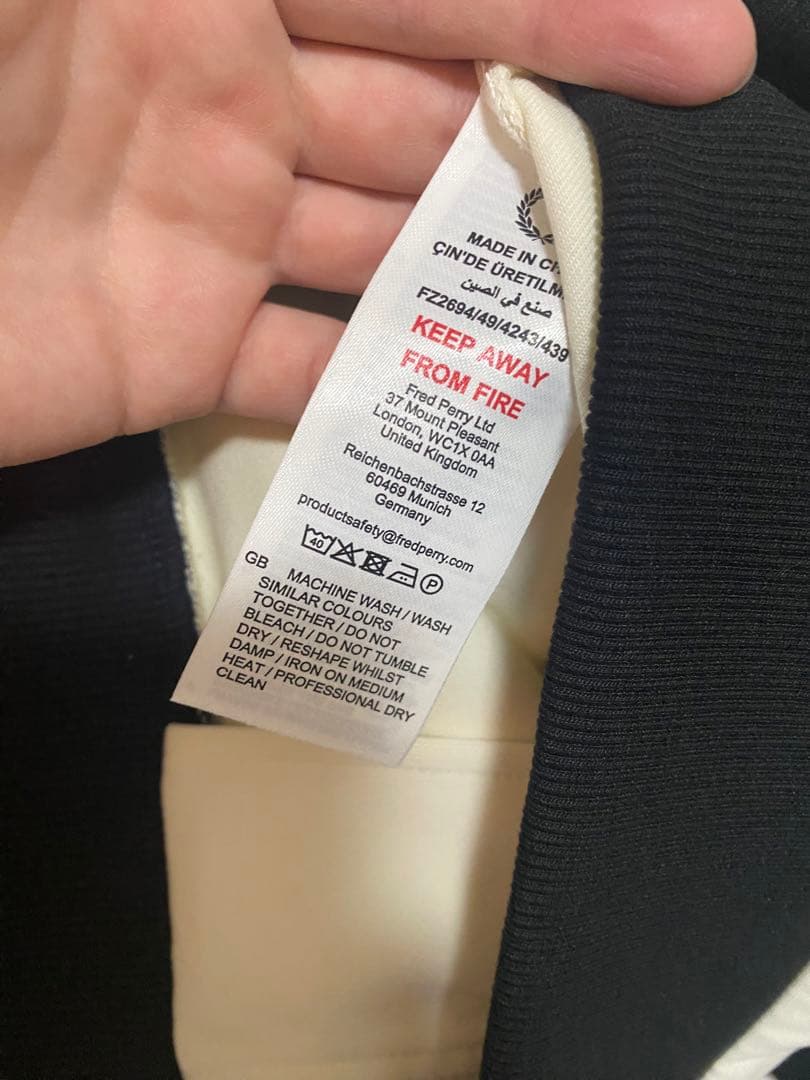 MADE IN
ÇIN'DE ÜRETILM
صنع في الصين
FZ2694/49/4243/439
KEEP AWAY
FROM FIRE
Fred Perry Ltd
37 Mount Pleasant
London, WC1X 0AA
United Kingdom
Reichenbachstrasse 12
60469 Munich
Germany
productsafety@fredperry.com
40 P
GB MACHINE WASH / WASH
SIMILAR COLOURS
TOGETHER / DO NOT
BLEACH / DO NOT TUMBLE
DRY / RESHAPE WHILST
DAMP / IRON ON MEDIUM
HEAT / PROFESSIONAL DRY
CLEAN